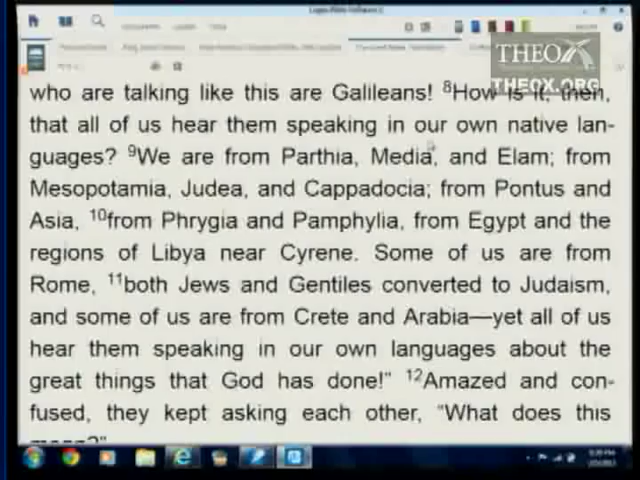 Logos Bible Software 5
THEOX
THEOX.ORG
who are talking like this are Galileans! 8How is it, then,
that all of us hear them speaking in our own native lan-
guages? 9We are from Parthia, Media, and Elam; from
Mesopotamia, Judea, and Cappadocia; from Pontus and
Asia, 10from Phrygia and Pamphylia, from Egypt and the
regions of Libya near Cyrene. Some of us are from
Rome, 11both Jews and Gentiles converted to Judaism,
and some of us are from Crete and Arabia—yet all of us
hear them speaking in our own languages about the
great things that God has done!” 12Amazed and con-
fused, they kept asking each other, “What does this